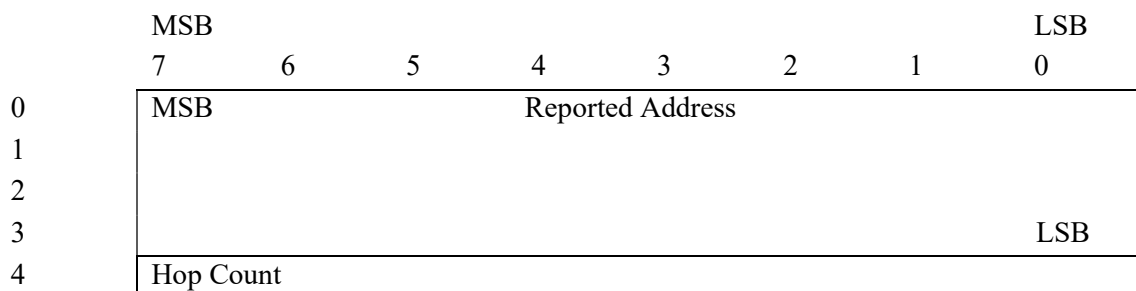 MSB LSB
7 6 5 4 3 2 1 0
0 MSB Reported Address
1
2
3 LSB
4 Hop Count